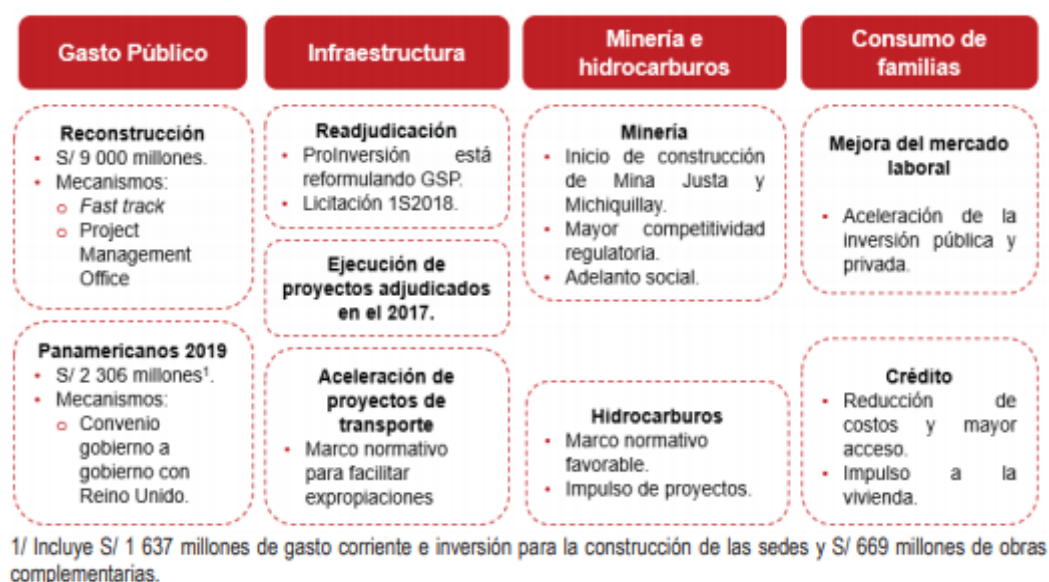 Gasto Público
Reconstrucción
• S/ 9 000 millones.
• Mecanismos:
o Fast track
o Project
Management
Office
Panamericanos 2019
• S/ 2 306 millones¹.
• Mecanismos:
o Convenio
gobierno a
gobierno con
Reino Unido.
Infraestructura
Readjudicación
• ProInversión está
reformulando GSP.
• Licitación 1S2018.
Ejecución de
proyectos adjudicados
en el 2017.
Aceleración de
proyectos de
transporte
• Marco normativo
para facilitar
expropiaciones
Minería e
hidrocarburos
Minería
• Inicio de construcción
de Mina Justa y
Michiquillay.
• Mayor competitividad
regulatoria.
• Adelanto social.
Hidrocarburos
• Marco normativo
favorable.
• Impulso de proyectos.
Consumo de
familias
Mejora del mercado
laboral
• Aceleración de la
inversión pública y
privada.
Crédito
• Reducción de
costos y mayor
acceso.
• Impulso a la
vivienda.
1/ Incluye S/ 1 637 millones de gasto corriente e inversión para la construcción de las sedes y S/ 669 millones de obras
complementarias.